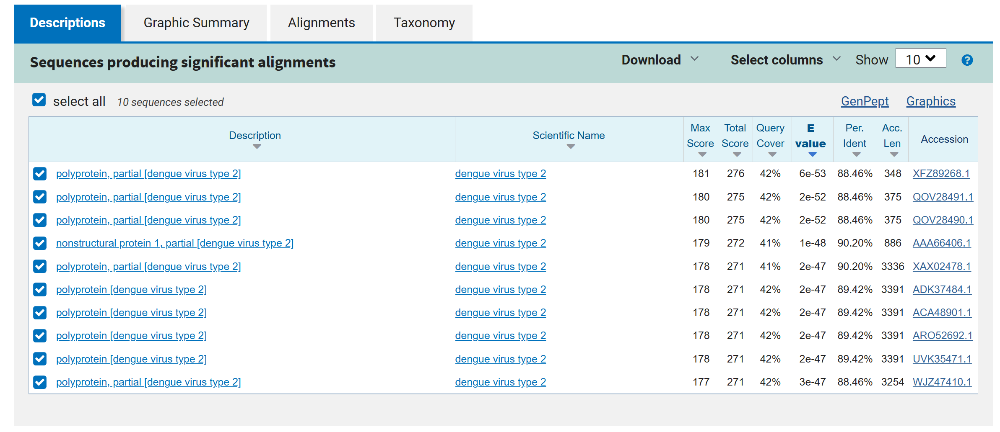 Descriptions Graphic Summary Alignments Taxonomy
Sequences producing significant alignments Download Select columns Show 10 ?
select all 10 sequences selected GenPept Graphics
Description Scientific Name Max Score Total Score Query Cover E value Per. Ident Acc. Len Accession
polyprotein, partial [dengue virus type 2] dengue virus type 2 181 276 42% 6e-53 88.46% 348 XFZ89268.1
polyprotein, partial [dengue virus type 2] dengue virus type 2 180 275 42% 2e-52 88.46% 375 QOV28491.1
polyprotein, partial [dengue virus type 2] dengue virus type 2 180 275 42% 2e-52 88.46% 375 QOV28490.1
nonstructural protein 1, partial [dengue virus type 2] dengue virus type 2 179 272 41% 1e-48 90.20% 886 AAA66406.1
polyprotein, partial [dengue virus type 2] dengue virus type 2 178 271 41% 2e-47 90.20% 3336 XAX02478.1
polyprotein [dengue virus type 2] dengue virus type 2 178 271 42% 2e-47 89.42% 3391 ADK37484.1
polyprotein [dengue virus type 2] dengue virus type 2 178 271 42% 2e-47 89.42% 3391 ACA48901.1
polyprotein [dengue virus type 2] dengue virus type 2 178 271 42% 2e-47 89.42% 3391 ARO52692.1
polyprotein [dengue virus type 2] dengue virus type 2 178 271 42% 2e-47 89.42% 3391 UVK35471.1
polyprotein, partial [dengue virus type 2] dengue virus type 2 177 271 42% 3e-47 88.46% 3254 WJZ47410.1